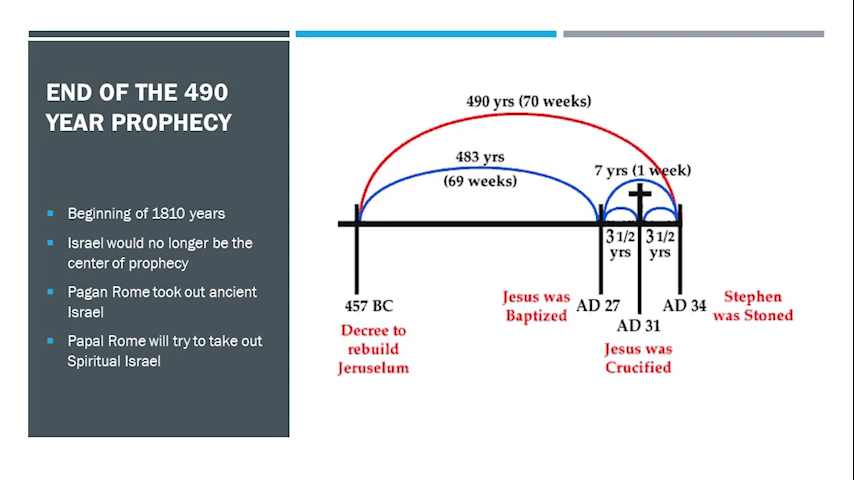 END OF THE 490
YEAR PROPHECY
Beginning of 1810 years
Israel would no longer be the
center of prophecy
Pagan Rome took out ancient
Israel
Papal Rome will try to take out
Spiritual Israel
490 yrs (70 weeks)
483 yrs
(69 weeks)
7 yrs (1 week)
3 1/2
yrs
3 1/2
yrs
457 BC
Decree to
rebuild
Jeruselum
Jesus was
Baptized
AD 27
AD 31
Jesus was
Crucified
AD 34
Stephen
was Stoned